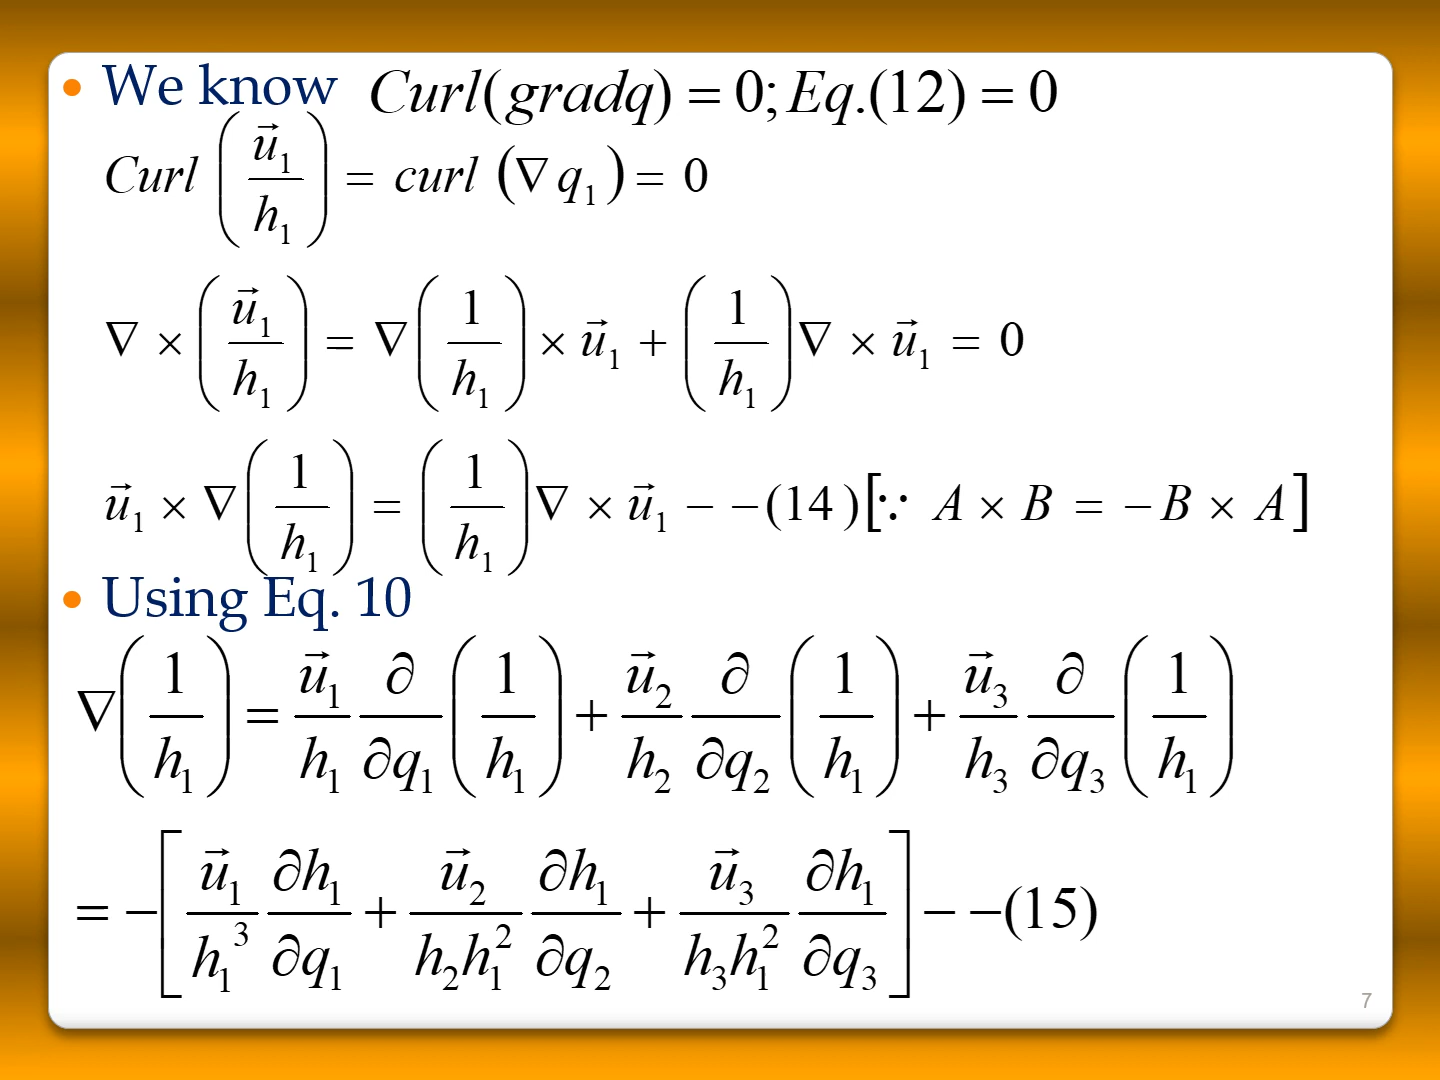 • We know Curl(gradq) = 0; Eq.(12) = 0
Curl (u⃗₁/h₁) = curl (∇q₁) = 0
∇ × (u⃗₁/h₁) = ∇(1/h₁) × u⃗₁ + (1/h₁)∇ × u⃗₁ = 0
u⃗₁ × ∇(1/h₁) = (1/h₁)∇ × u⃗₁ − −(14)[∵ A × B = −B × A]
• Using Eq. 10
∇(1/h₁) = u⃗₁/h₁ ∂/∂q₁ (1/h₁) + u⃗₂/h₂ ∂/∂q₂ (1/h₁) + u⃗₃/h₃ ∂/∂q₃ (1/h₁)
= −[u⃗₁/h₁³ ∂h₁/∂q₁ + u⃗₂/h₂h₁² ∂h₁/∂q₂ + u⃗₃/h₃h₁² ∂h₁/∂q₃] − −(15)
7